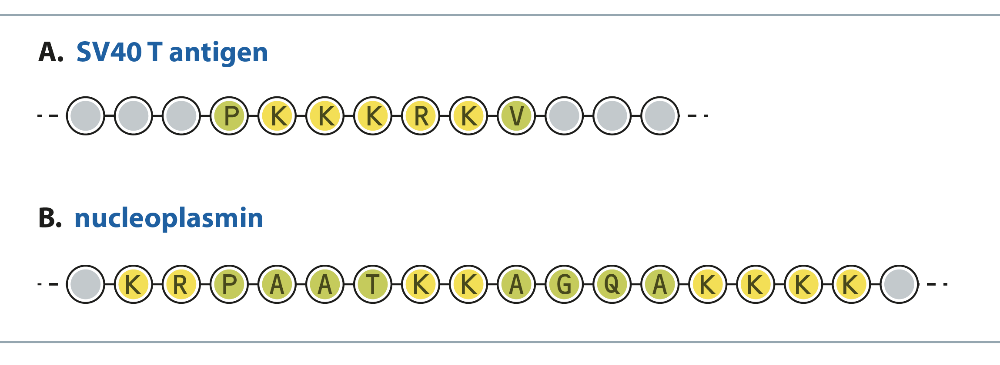 A. SV40 T antigen
P K K K R K V
B. nucleoplasmin
K R P A A T K K A G Q A K K K K